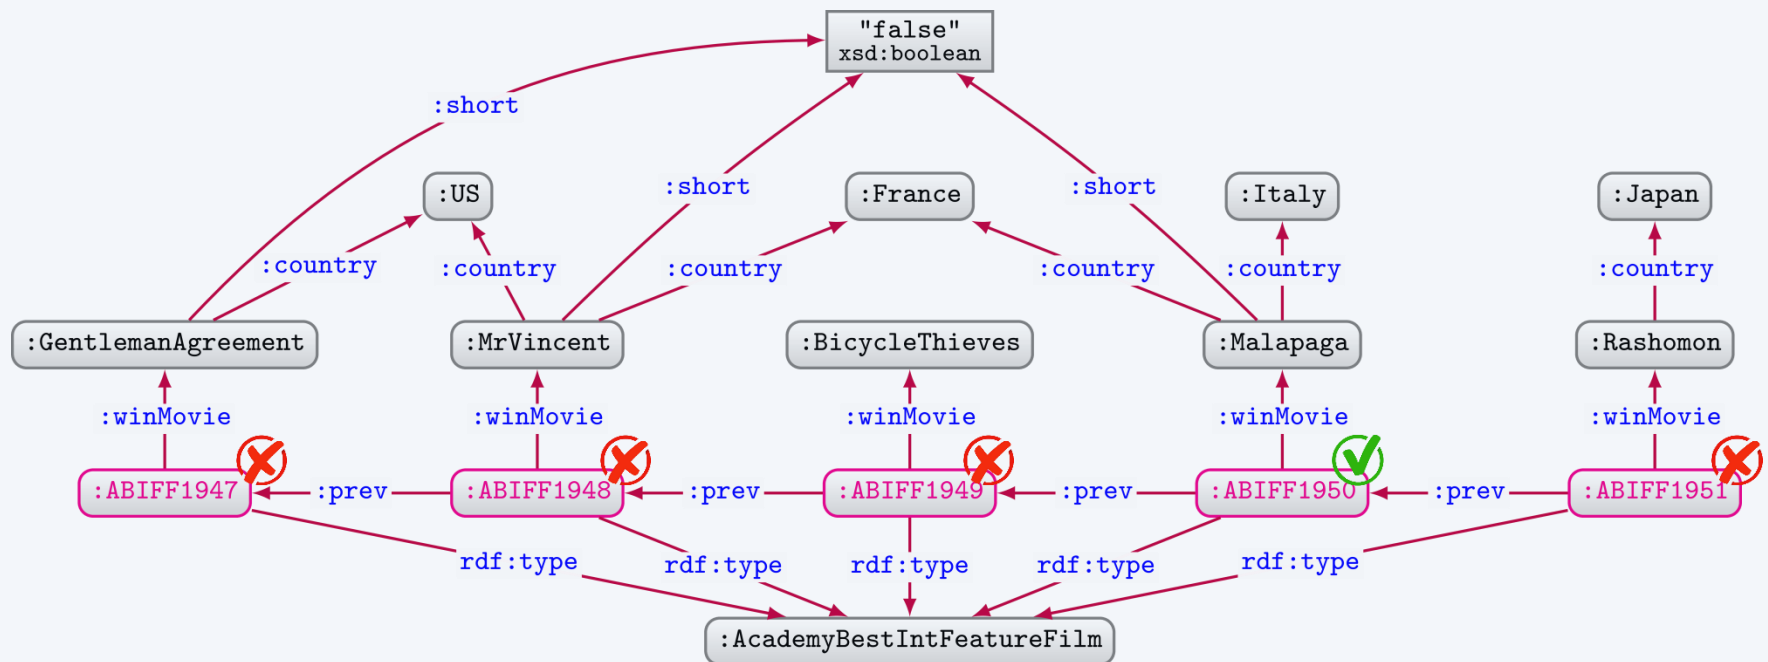 "false"
xsd:boolean
:short
:US
:short
:France
:short
:Italy
:Japan
:country
:country
:country
:country
:country
:country
:GentlemanAgreement
:MrVincent
:BicycleThieves
:Malapaga
:Rashomon
:winMovie
:winMovie
:winMovie
:winMovie
:winMovie
:ABIFF1947
:prev
:ABIFF1948
:prev
:ABIFF1949
:prev
:ABIFF1950
:prev
:ABIFF1951
rdf:type
rdf:type
rdf:type
rdf:type
rdf:type
:AcademyBestIntFeatureFilm